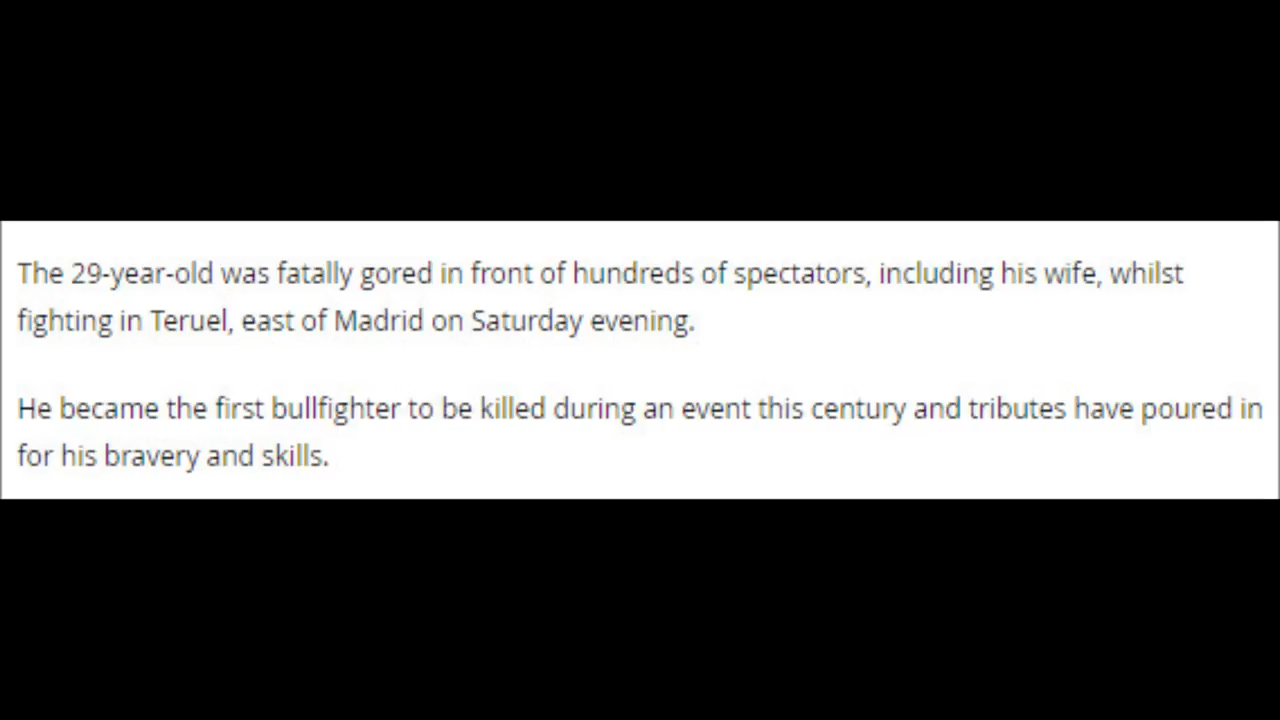 The 29-year-old was fatally gored in front of hundreds of spectators, including his wife, whilst
fighting in Teruel, east of Madrid on Saturday evening.
He became the first bullfighter to be killed during an event this century and tributes have poured in
for his bravery and skills.